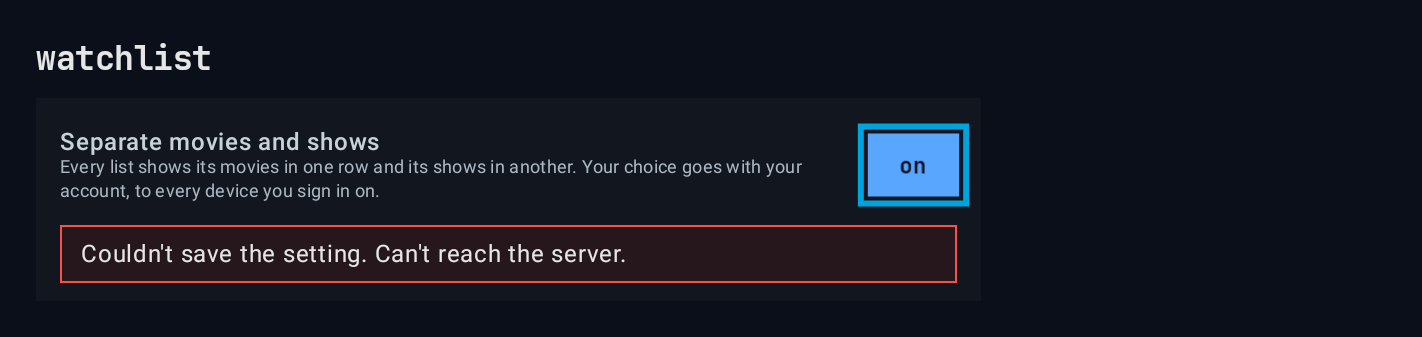 watchlist
Separate movies and shows
Every list shows its movies in one row and its shows in another. Your choice goes with your
account, to every device you sign in on.
on
Couldn't save the setting. Can't reach the server.